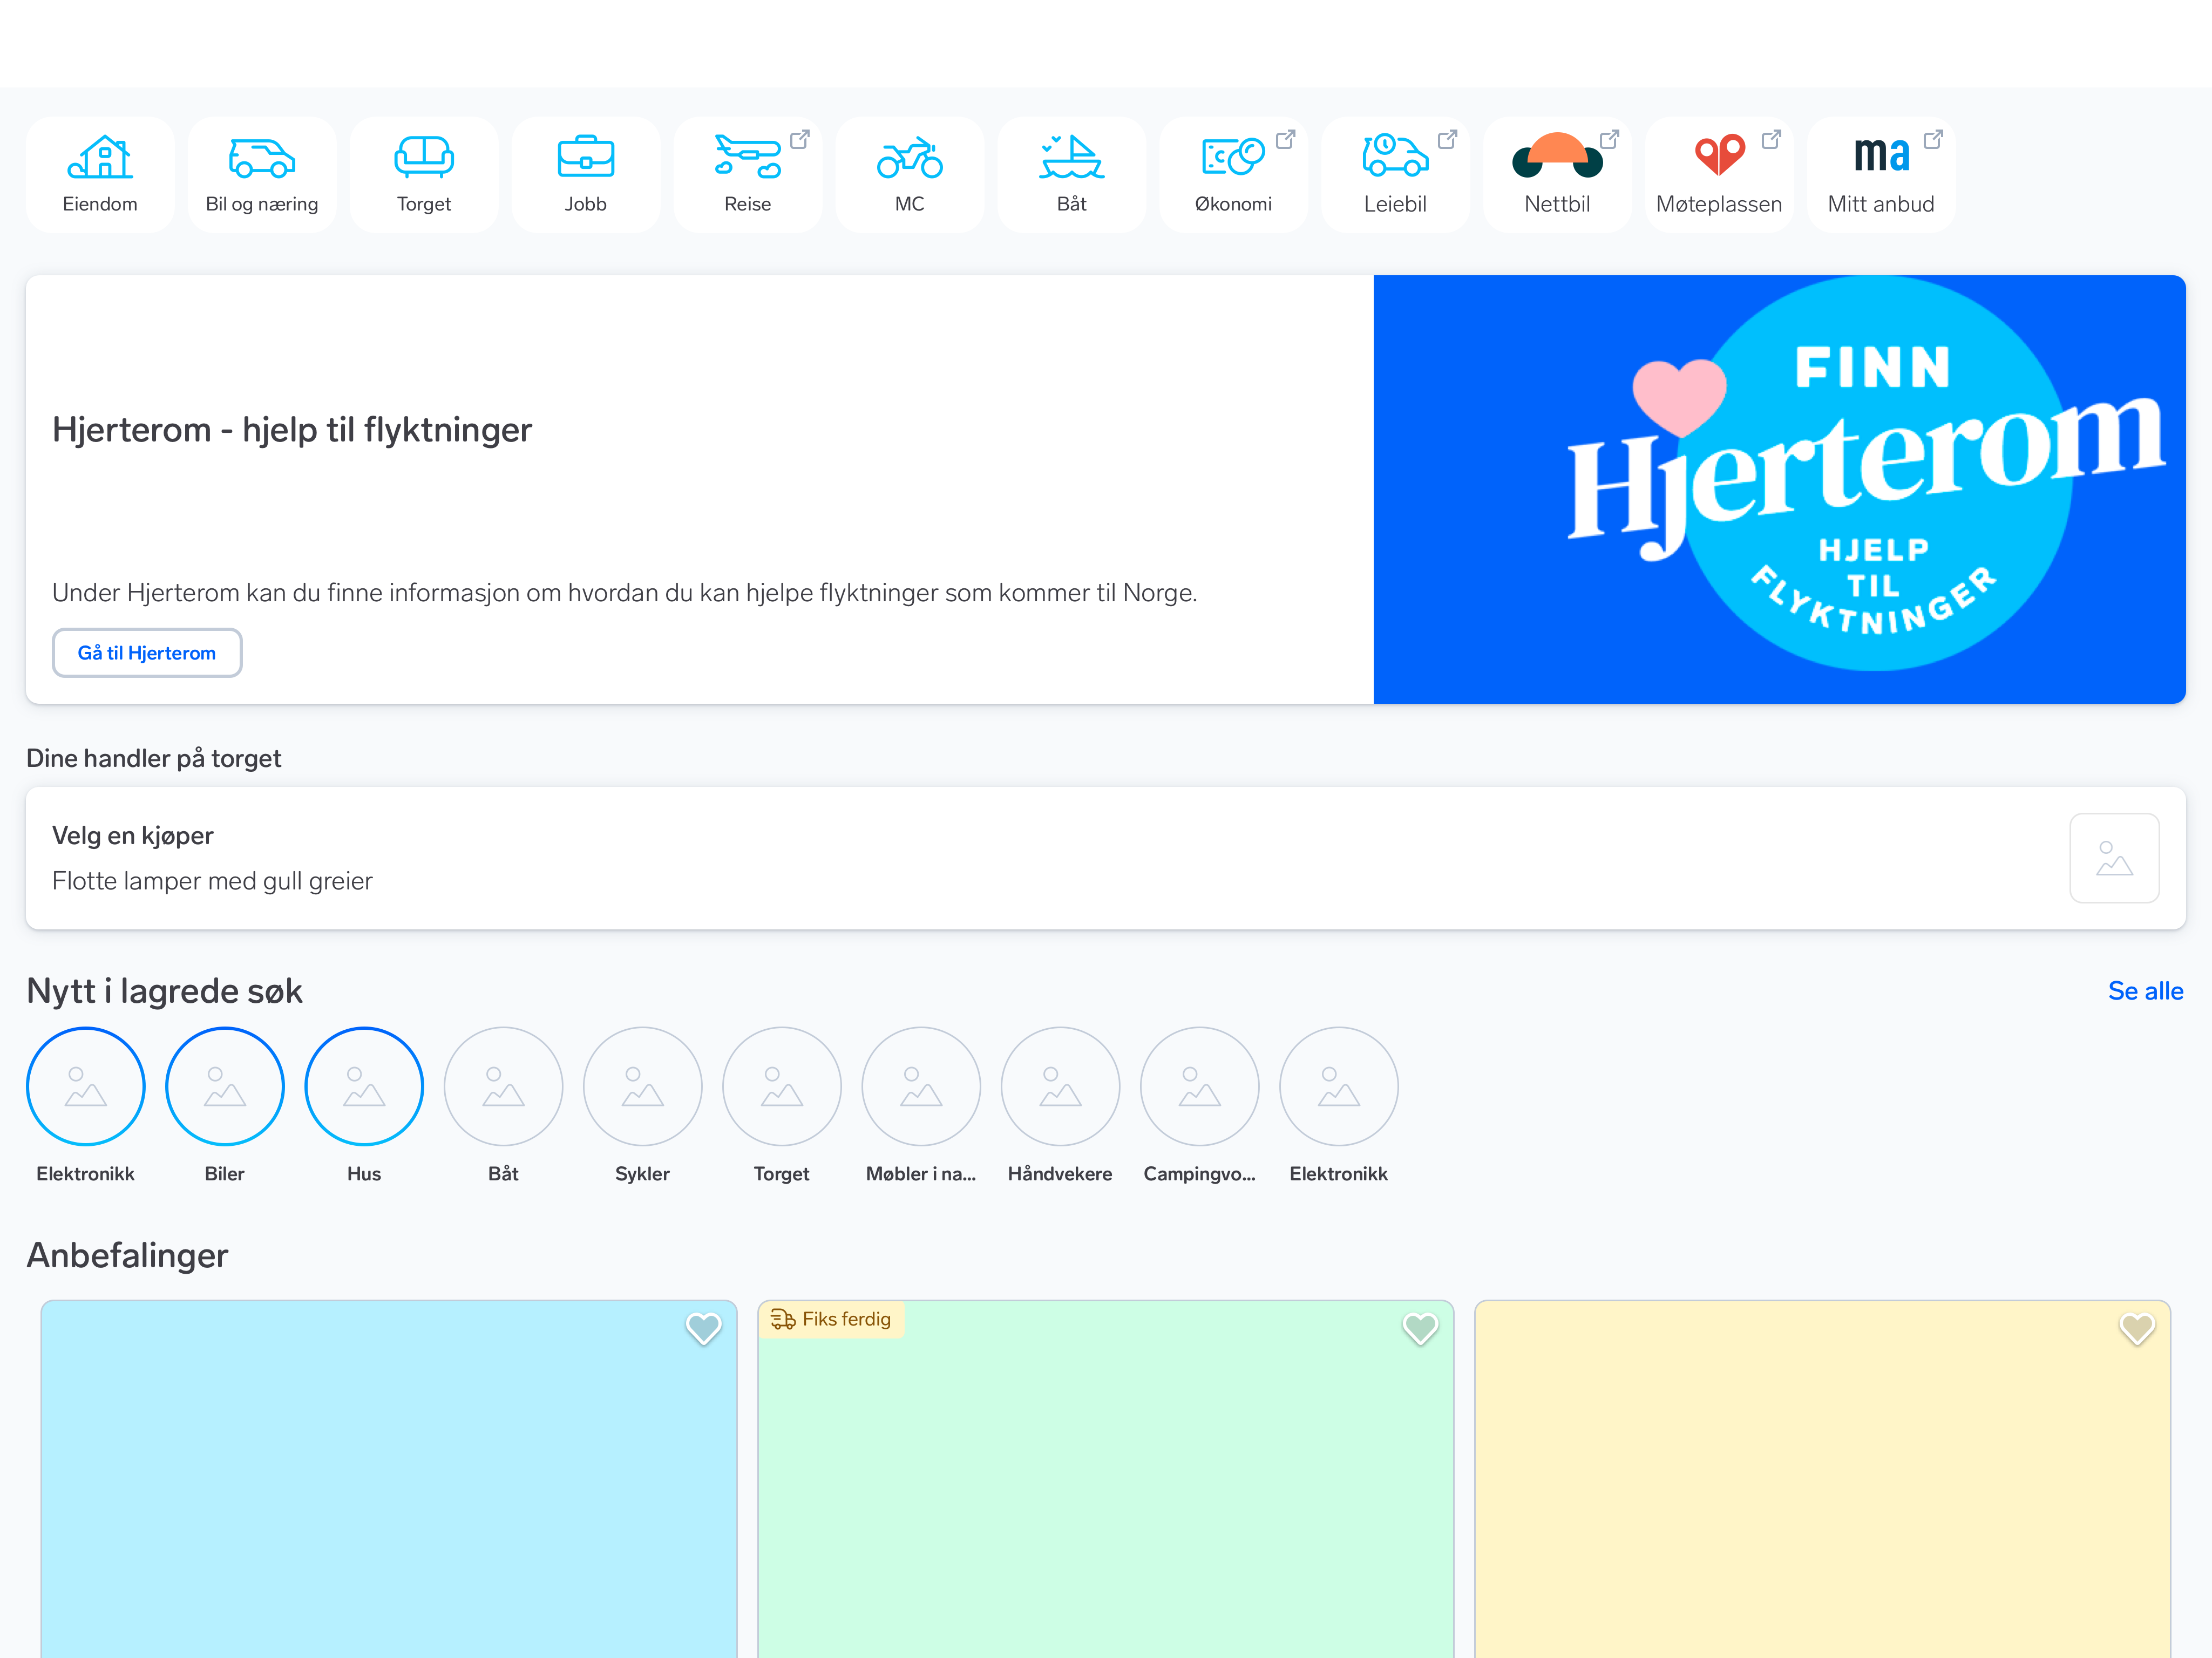 Eiendom
Bil og næring
Torget
Jobb
Reise
MC
Båt
Økonomi
Leiebil
Nettbil
Møteplassen
ma
Mitt anbud
Hjerterom - hjelp til flyktninger
Under Hjerterom kan du finne informasjon om hvordan du kan hjelpe flyktninger som kommer til Norge.
Gå til Hjerterom
FINN
Hjerterom
HJELP
TIL
FLYKTNINGER
Dine handler på torget
Velg en kjøper
Flotte lamper med gull greier
Nytt i lagrede søk
Se alle
Elektronikk
Biler
Hus
Båt
Sykler
Torget
Møbler i na...
Håndvekere
Campingvo...
Elektronikk
Anbefalinger
Fiks ferdig